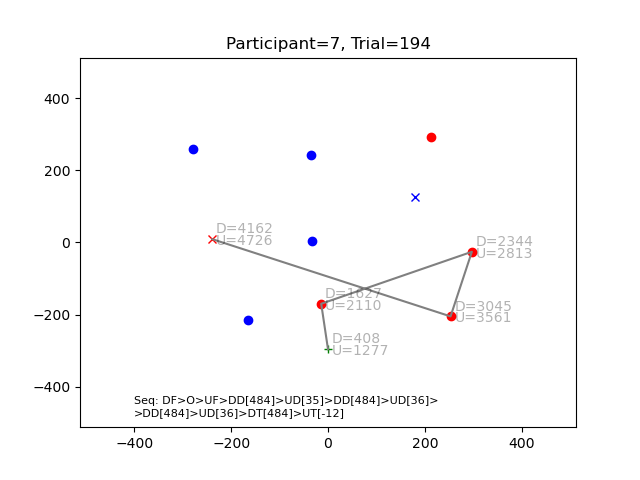 Participant=7, Trial=194
400
200
0
−200
−400
D=4162
U=4726
D=2344
U=2813
D=1627
U=2110
D=3045
U=3561
D=408
U=1277
Seq: DF>O>UF>DD[484]>UD[35]>DD[484]>UD[36]>
>DD[484]>UD[36]>DT[484]>UT[-12]
−400 −200 0 200 400